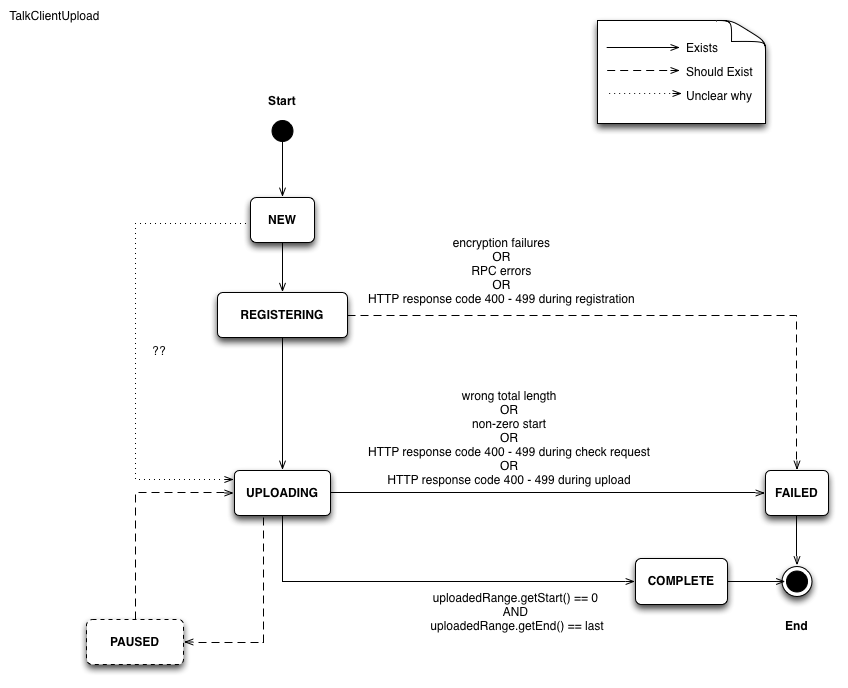 TalkClientUpload
Exists
Should Exist
Unclear why
Start
NEW
encryption failures
OR
RPC errors
OR
HTTP response code 400 - 499 during registration
REGISTERING
??
wrong total length
OR
non-zero start
OR
HTTP response code 400 - 499 during check request
OR
HTTP response code 400 - 499 during upload
UPLOADING
FAILED
COMPLETE
uploadedRange.getStart() == 0
AND
uploadedRange.getEnd() == last
End
PAUSED